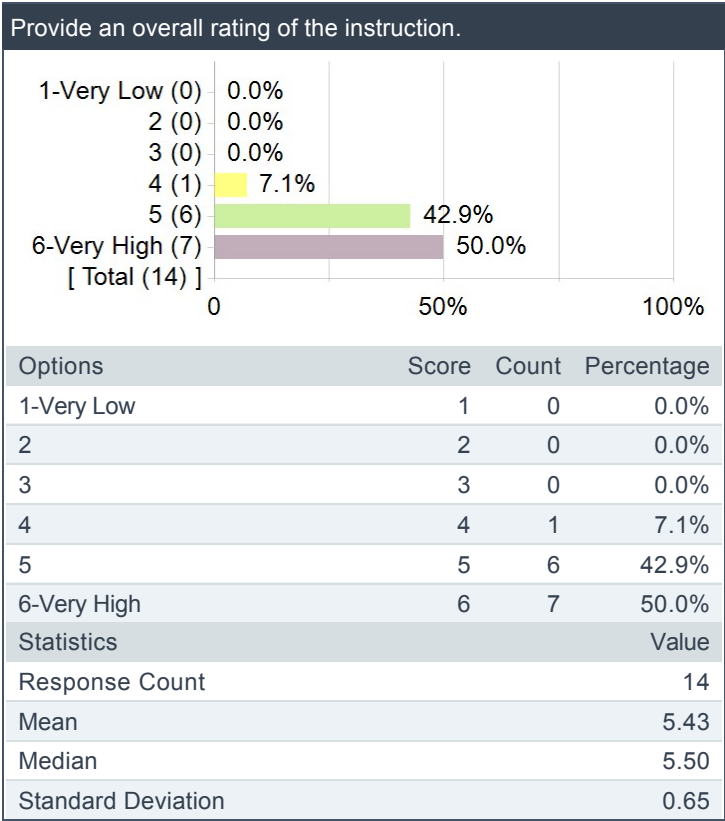 Provide an overall rating of the instruction.
1-Very Low (0) 0.0%
2 (0) 0.0%
3 (0) 0.0%
4 (1) 7.1%
5 (6) 42.9%
6-Very High (7) 50.0%
[ Total (14) ]
0 50% 100%
Options Score Count Percentage
1-Very Low 1 0 0.0%
2 2 0 0.0%
3 3 0 0.0%
4 4 1 7.1%
5 5 6 42.9%
6-Very High 6 7 50.0%
Statistics Value
Response Count 14
Mean 5.43
Median 5.50
Standard Deviation 0.65